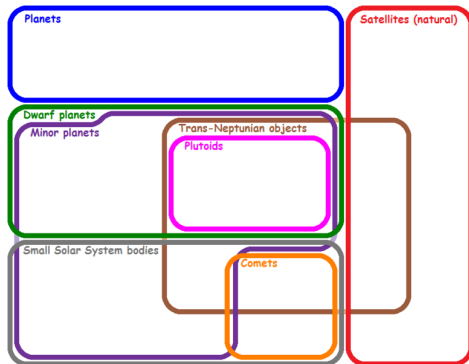 Planets
Satellites (natural)
Dwarf planets
Minor planets
Trans-Neptunian objects
Plutoids
Small Solar System bodies
Comets